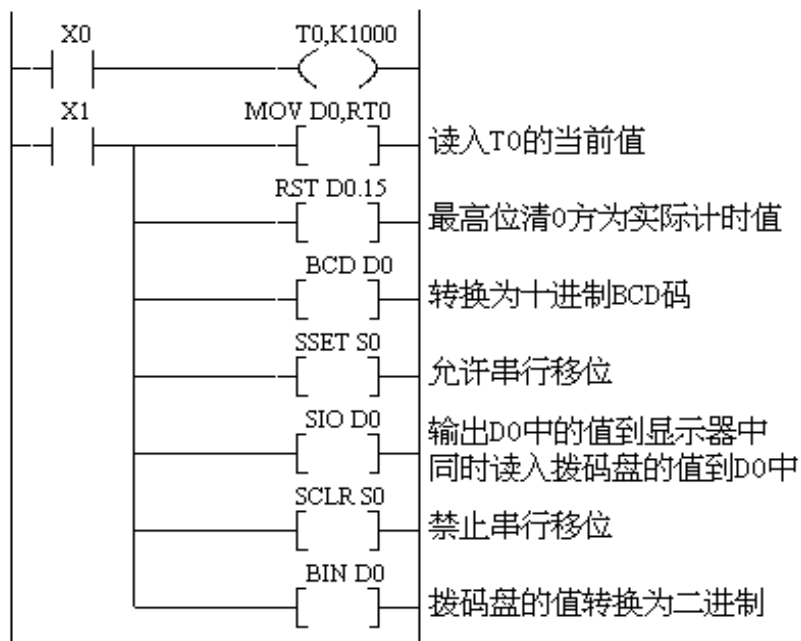 X0 T0,K1000
X1 MOV D0,RT0 读入T0的当前值
RST D0.15 最高位清0方为实际计时值
BCD D0 转换为十进制BCD码
SSET S0 允许串行移位
SIO D0 输出D0中的值到显示器中
同时读入拨码盘的值到D0中
SCLR S0 禁止串行移位
BIN D0 拨码盘的值转换为二进制